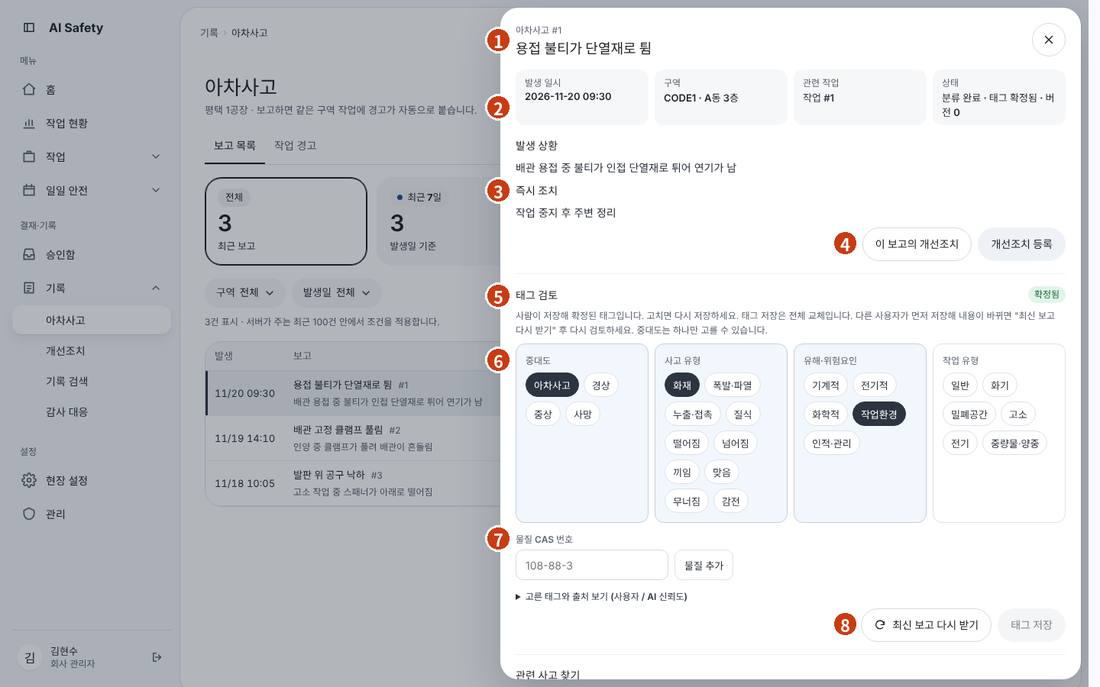 AI Safety
메뉴
홈
작업 현황
작업
일일 안전
결재·기록
승인함
기록
아차사고
개선조치
기록 검색
감사 대응
설정
현장 설정
관리
김
김현수
회사 관리자
기록 › 아차사고
아차사고
평택 1공장 · 보고하면 같은 구역 작업에 경고가 자동으로 붙습니다.
보고 목록 작업 경고
전체
3
최근 보고
최근 7일
3
발생일 기준
구역 전체 발생일 전체
3건 표시 · 서버가 주는 최근 100건 안에서 조건을 적용합니다.
발생 보고
11/20 09:30 용접 불티가 단열재로 튐 #1
배관 용접 중 불티가 인접 단열재로 튀어 연기가 남
11/19 14:10 배관 고정 클램프 풀림 #2
인양 중 클램프가 풀려 배관이 흔들림
11/18 10:05 발판 위 공구 낙하 #3
고소 작업 중 스패너가 아래로 떨어짐
1
아차사고 #1
용접 불티가 단열재로 튐
2
발생 일시
2026-11-20 09:30
구역
CODE1 · A동 3층
관련 작업
작업 #1
상태
분류 완료 · 태그 확정됨 · 버
전 0
발생 상황
배관 용접 중 불티가 인접 단열재로 튀어 연기가 남
3
즉시 조치
작업 중지 후 주변 정리
4
이 보고의 개선조치 개선조치 등록
5
태그 검토 확정됨
사람이 저장해 확정된 태그입니다. 고치면 다시 저장하세요. 태그 저장은 전체 교체입니다. 다른 사용자가 먼저 저장해 내용이 바뀌면 "최신 보고
다시 받기" 후 다시 검토하세요. 중대도는 하나만 고를 수 있습니다.
6
중대도
아차사고 경상
중상 사망
사고 유형
화재 폭발·파열
누출·접촉 질식
떨어짐 넘어짐
끼임 맞음
무너짐 감전
유해·위험요인
기계적 전기적
화학적 작업환경
인적·관리
작업 유형
일반 화기
밀폐공간 고소
전기 중량물·양중
7
물질 CAS 번호
108-88-3 물질 추가
▶ 고른 태그와 출처 보기 (사용자 / AI 신뢰도)
8
최신 보고 다시 받기 태그 저장
관련 사고 찾기